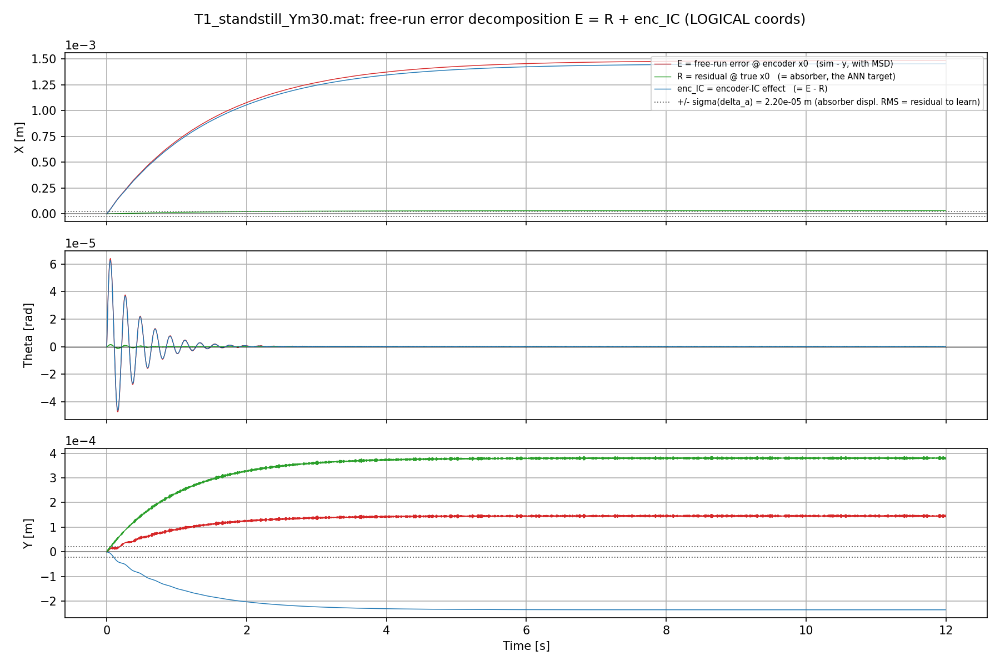 T1_standstill_Ym30.mat: free-run error decomposition E = R + enc_IC (LOGICAL coords)
1e−3
1.50
1.25
1.00
0.75
0.50
0.25
0.00
X [m]
E = free-run error @ encoder x0 (sim - y, with MSD)
R = residual @ true x0 (= absorber, the ANN target)
enc_IC = encoder-IC effect (= E - R)
+/- sigma(delta_a) = 2.20e-05 m (absorber displ. RMS = residual to learn)
1e−5
6
4
2
0
−2
−4
Theta [rad]
1e−4
4
3
2
1
0
−1
−2
Y [m]
0 2 4 6 8 10 12
Time [s]